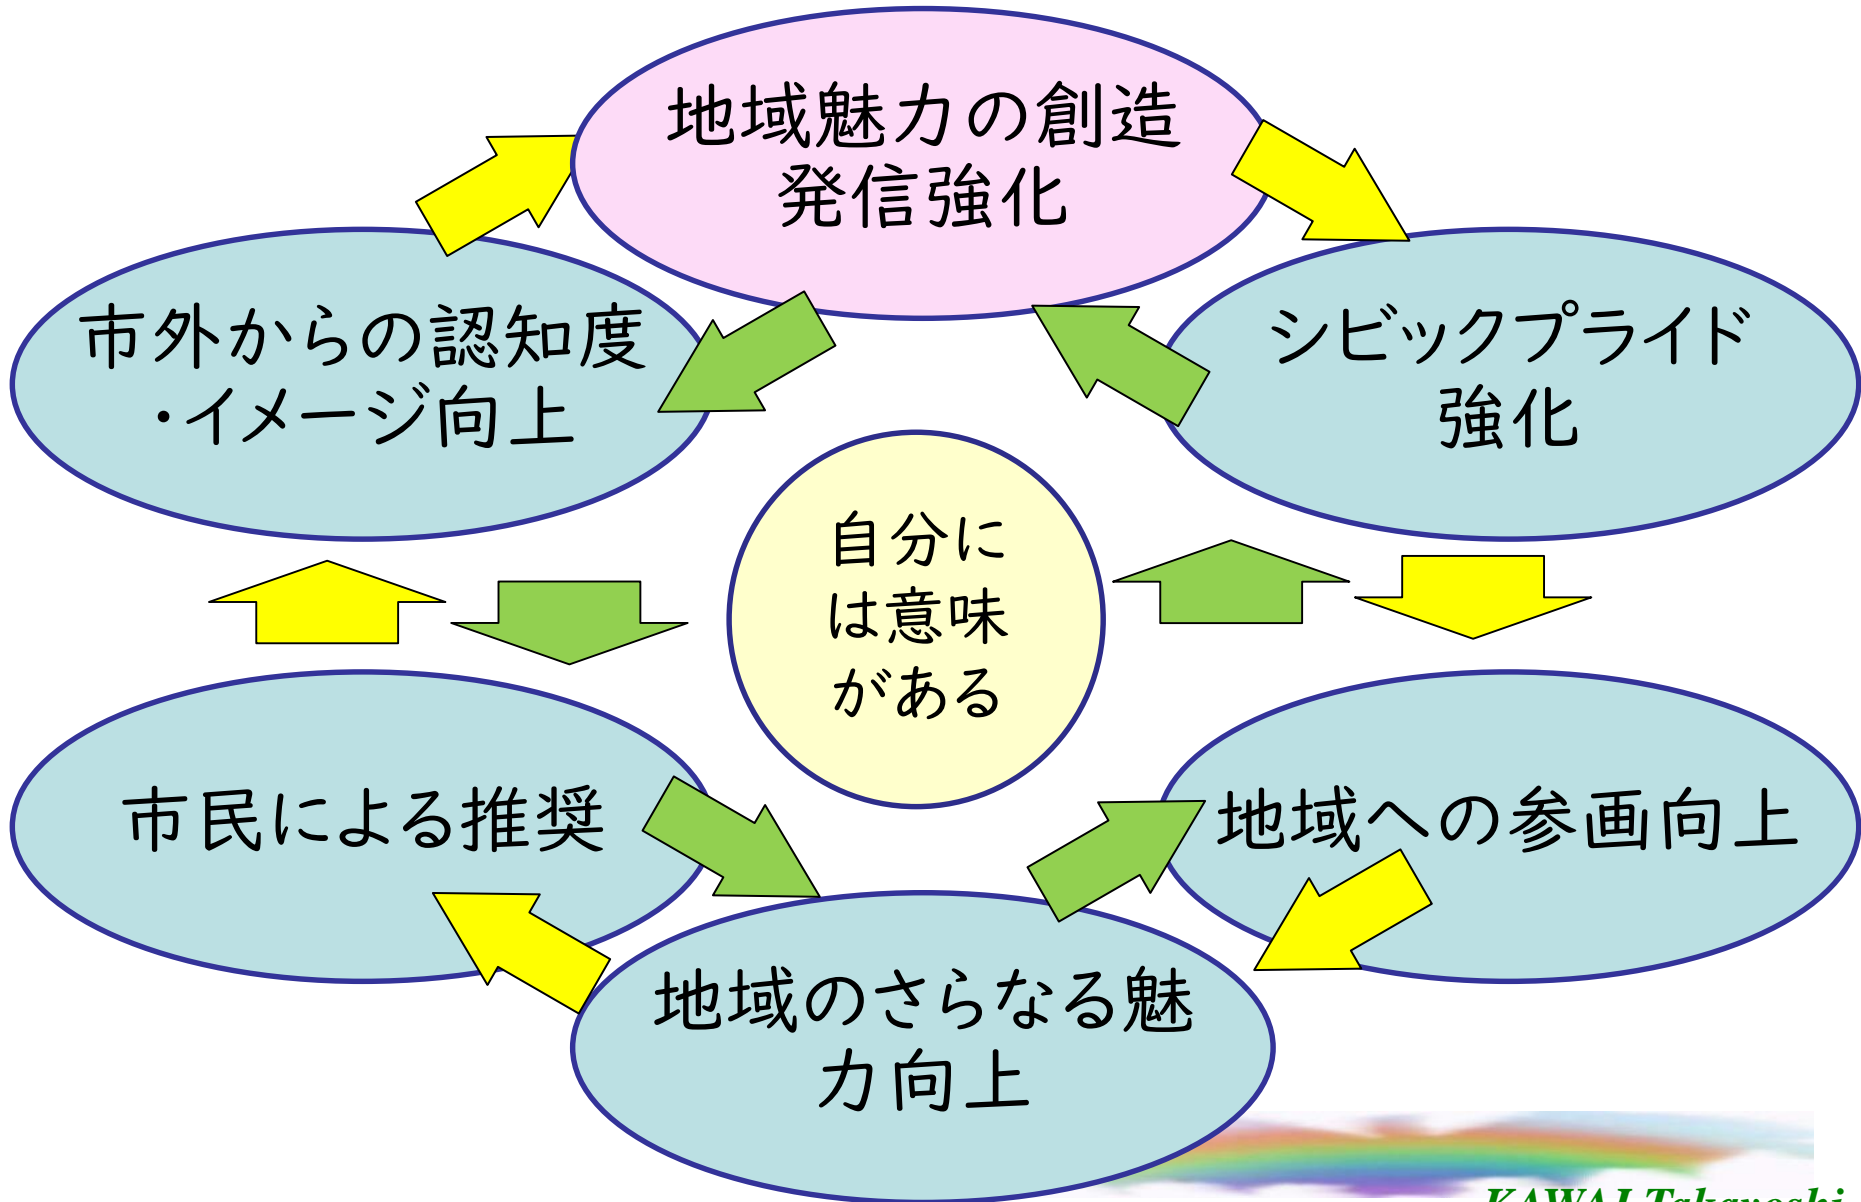 地域魅力の創造
発信強化
市外からの認知度
・イメージ向上
シビックプライド
強化
自分に
は意味
がある
市民による推奨
地域への参画向上
地域のさらなる魅
力向上
KAWAI Takayoshi